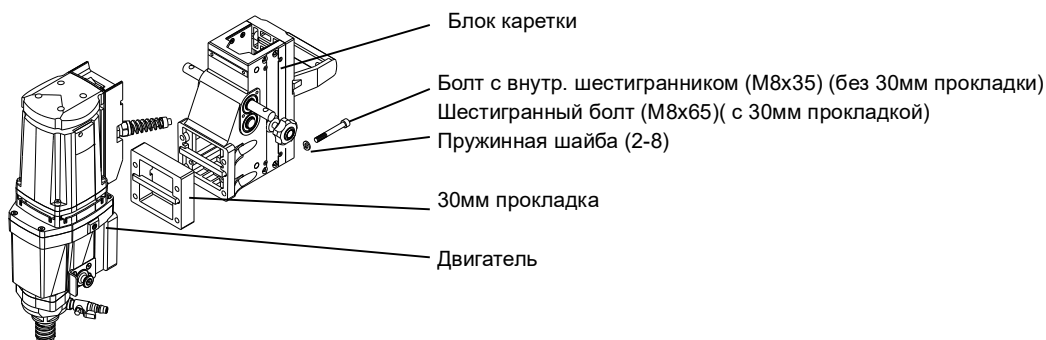 Блок каретки
Болт с внутр. шестигранником (M8x35) (без 30мм прокладки)
Шестигранный болт (M8x65)( с 30мм прокладкой)
Пружинная шайба (2-8)
30мм прокладка
Двигатель